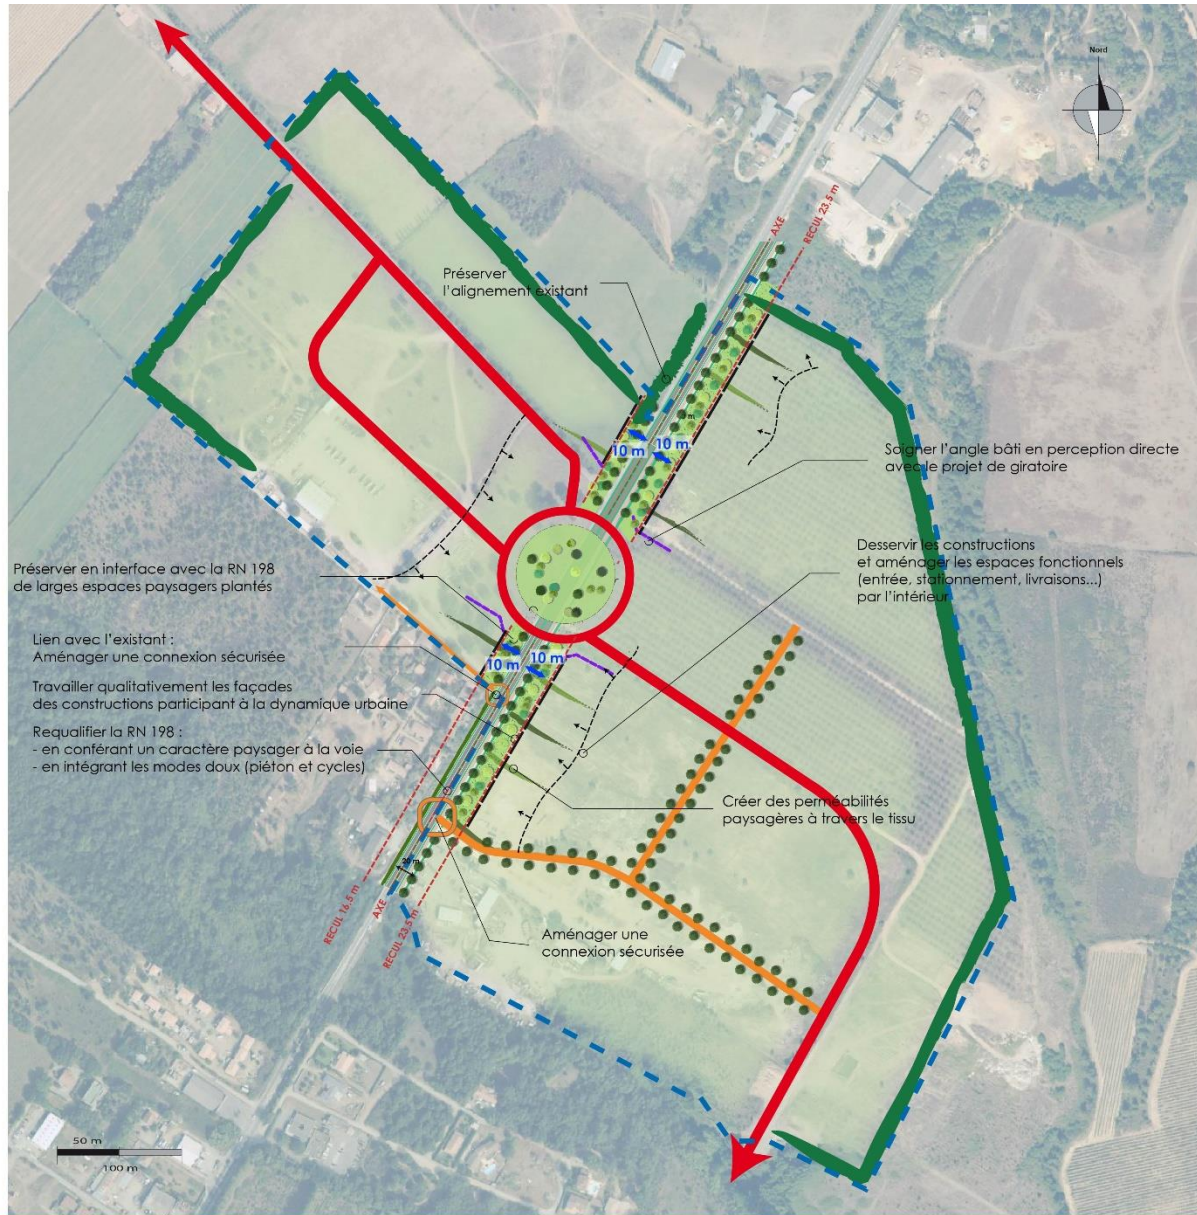 Nord
AXE
RECUL 23,5 m
Préserver
l'alignement existant
10 m
10 m
Soigner l'angle bâti en perception directe
avec le projet de giratoire
Desservir les constructions
et aménager les espaces fonctionnels
(entrée, stationnement, livraisons...)
par l'intérieur
Préserver en interface avec la RN 198
de larges espaces paysagers plantés
Lien avec l'existant :
Aménager une connexion sécurisée
10 m
10 m
Travailler qualitativement les façades
des constructions participant à la dynamique urbaine
Requalifier la RN 198 :
- en conférant un caractère paysager à la voie
- en intégrant les modes doux (piéton et cycles)
Créer des perméabilités
paysagères à travers le tissu
20 m
RECUL 16,5 m
AXE
RECUL 23,5 m
Aménager une
connexion sécurisée
50 m
100 m